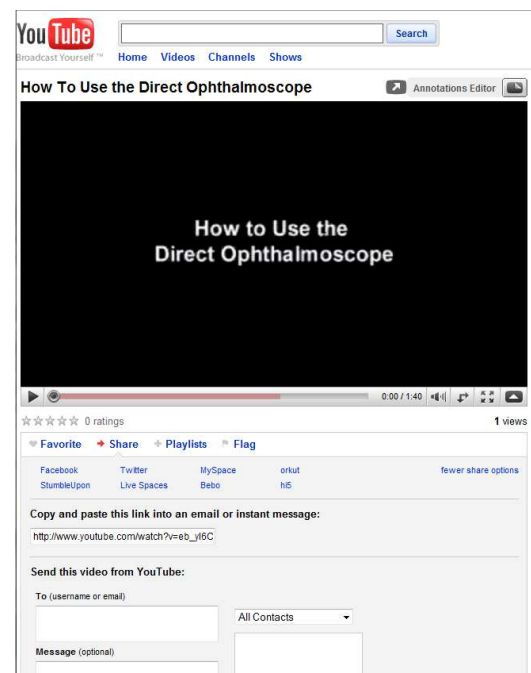 You Tube
Search
Broadcast Yourself ™
Home Videos Channels Shows
How To Use the Direct Ophthalmoscope
Annotations Editor
How to Use the
Direct Ophthalmoscope
0:00 / 1:40
0 ratings
1 views
Favorite Share Playlists Flag
Facebook Twitter MySpace orkut fewer share options
StumbleUpon Live Spaces Bebo hi5
Copy and paste this link into an email or instant message:
http://www.youtube.com/watch?v=eb_yl6C
Send this video from YouTube:
To (username or email)
All Contacts
Message (optional)